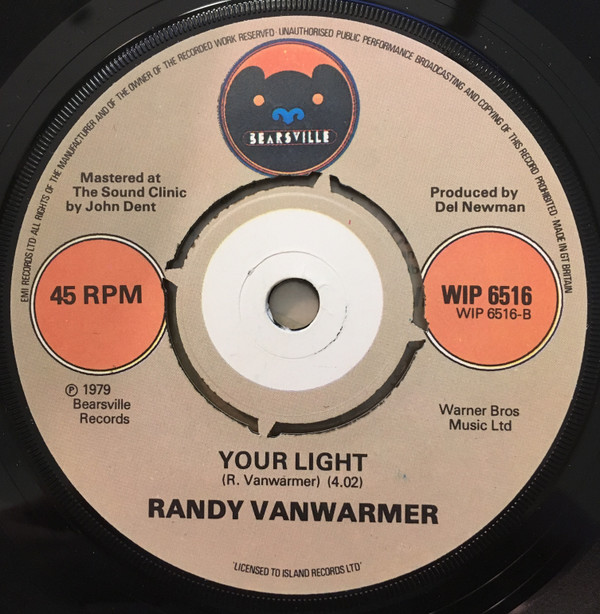 EMI RECORDS LTD ALL RIGHTS OF THE MANUFACTURER AND OF THE OWNER OF THE RECORDED WORK RESERVED · UNAUTHORISED PUBLIC PERFORMANCE BROADCASTING AND COPYING OF THIS RECORD PROHIBITED · MADE IN GT BRITAIN
BEARSVILLE
Mastered at
The Sound Clinic
by John Dent
Produced by
Del Newman
45 RPM
WIP 6516
WIP 6516-B
℗ 1979
Bearsville
Records
Warner Bros
Music Ltd
YOUR LIGHT
(R. Vanwarmer) (4.02)
RANDY VANWARMER
'LICENSED TO ISLAND RECORDS LTD'